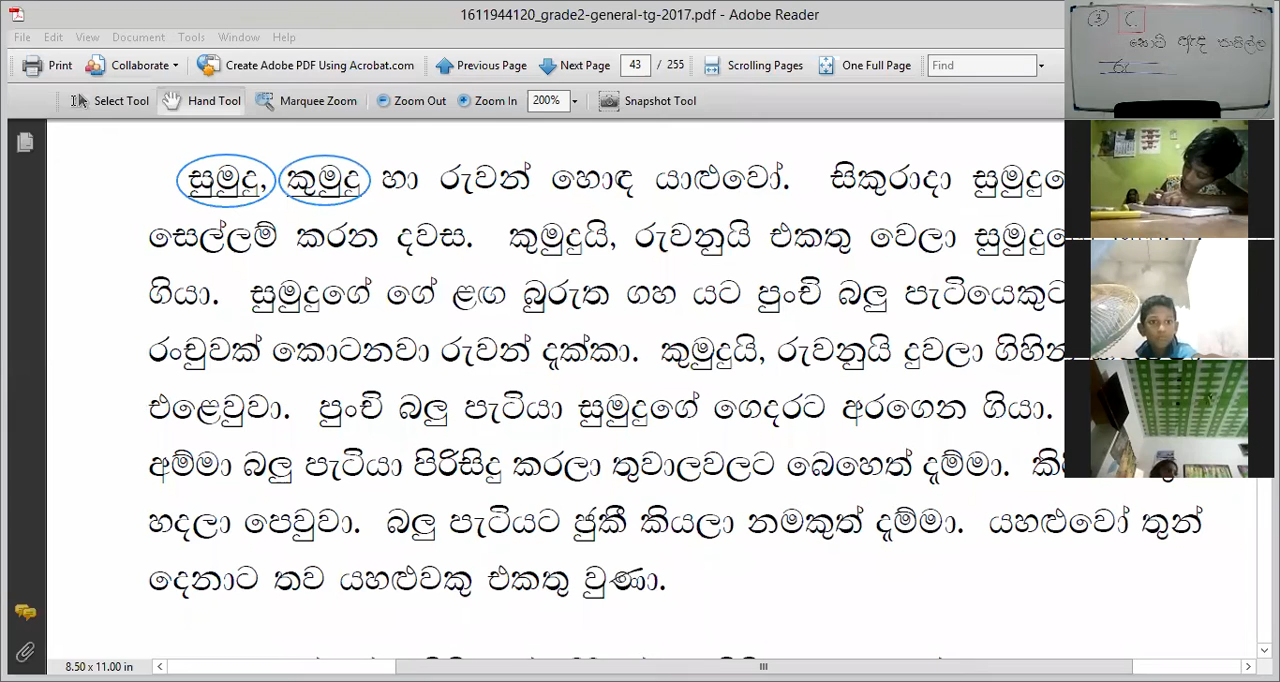 1611944120_grade2-general-tg-2017.pdf - Adobe Reader
File Edit View Document Tools Window Help
Print Collaborate Create Adobe PDF Using Acrobat.com Previous Page Next Page 43 / 255 Scrolling Pages One Full Page Find
Select Tool Hand Tool Marquee Zoom Zoom Out Zoom In 200% Snapshot Tool
3
කොට් ඇඳ පාපිල්ල
රු
සුමුදු, කුමුදු හා රුවන් හොඳ යාළුවෝ. සිකුරාදා
සෙල්ලම් කරන දවස. කුමුදුයි, රුවනුයි එකතු වෙලා
ගියා. සුමුදුගේ ගේ ළඟ බුරුත ගහ යට පුංචි බලු පැටියෙකුට
රංචුවක් කොටනවා රුවන් දැක්කා. කුමුදුයි, රුවනුයි දුවලා
එළෙව්වා. පුංචි බලු පැටියා සුමුදුගේ ගෙදරට අරගෙන ගියා.
අම්මා බලු පැටියා පිරිසිදු කරලා තුවාලවලට බෙහෙත් දැම්මා.
හදලා පෙවුවා. බලු පැටියට ජුකී කියලා නමකුත් දැම්මා. යහළුවෝ තුන්
දෙනාට තව යහළුවකු එකතු වුණා.
8.50 x 11.00 in